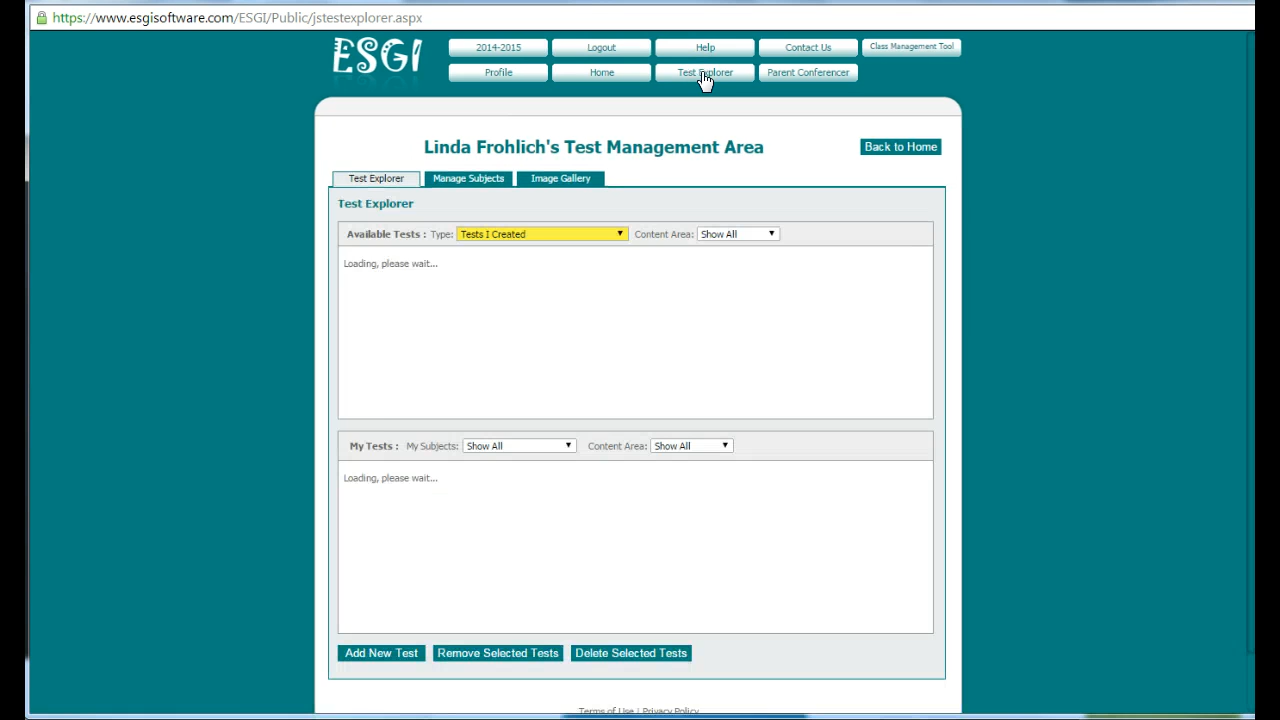 https://www.esgisoftware.com/ESGI/Public/jstestexplorer.aspx
ESGI
2014-2015 Logout Help Contact Us Class Management Tool
Profile Home Test Explorer Parent Conferencer
Linda Frohlich's Test Management Area Back to Home
Test Explorer Manage Subjects Image Gallery
Test Explorer
Available Tests : Type: Tests I Created Content Area: Show All
Loading, please wait...
My Tests : My Subjects: Show All Content Area: Show All
Loading, please wait...
Add New Test Remove Selected Tests Delete Selected Tests
Terms of Use | Privacy Policy